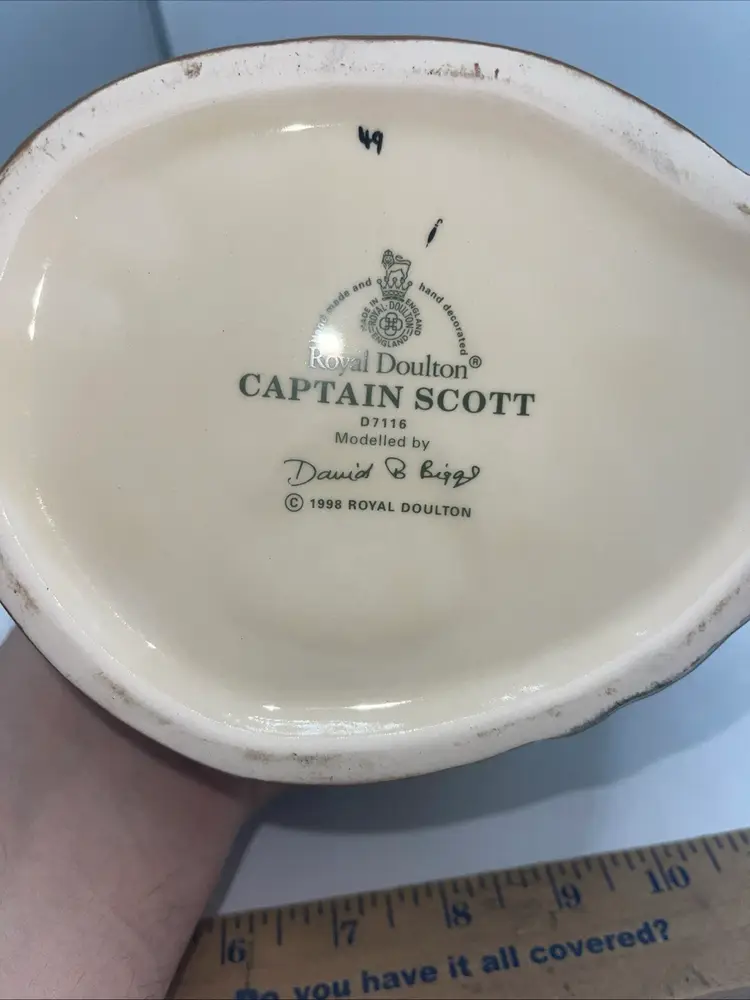 49
made and hand decorated
MADE IN ENGLAND
ROYAL·DOULTON
ENGLAND
Royal Doulton®
CAPTAIN SCOTT
D7116
Modelled by
David B Biggs
© 1998 ROYAL DOULTON
6 7 8 9 10
Do you have it all covered?